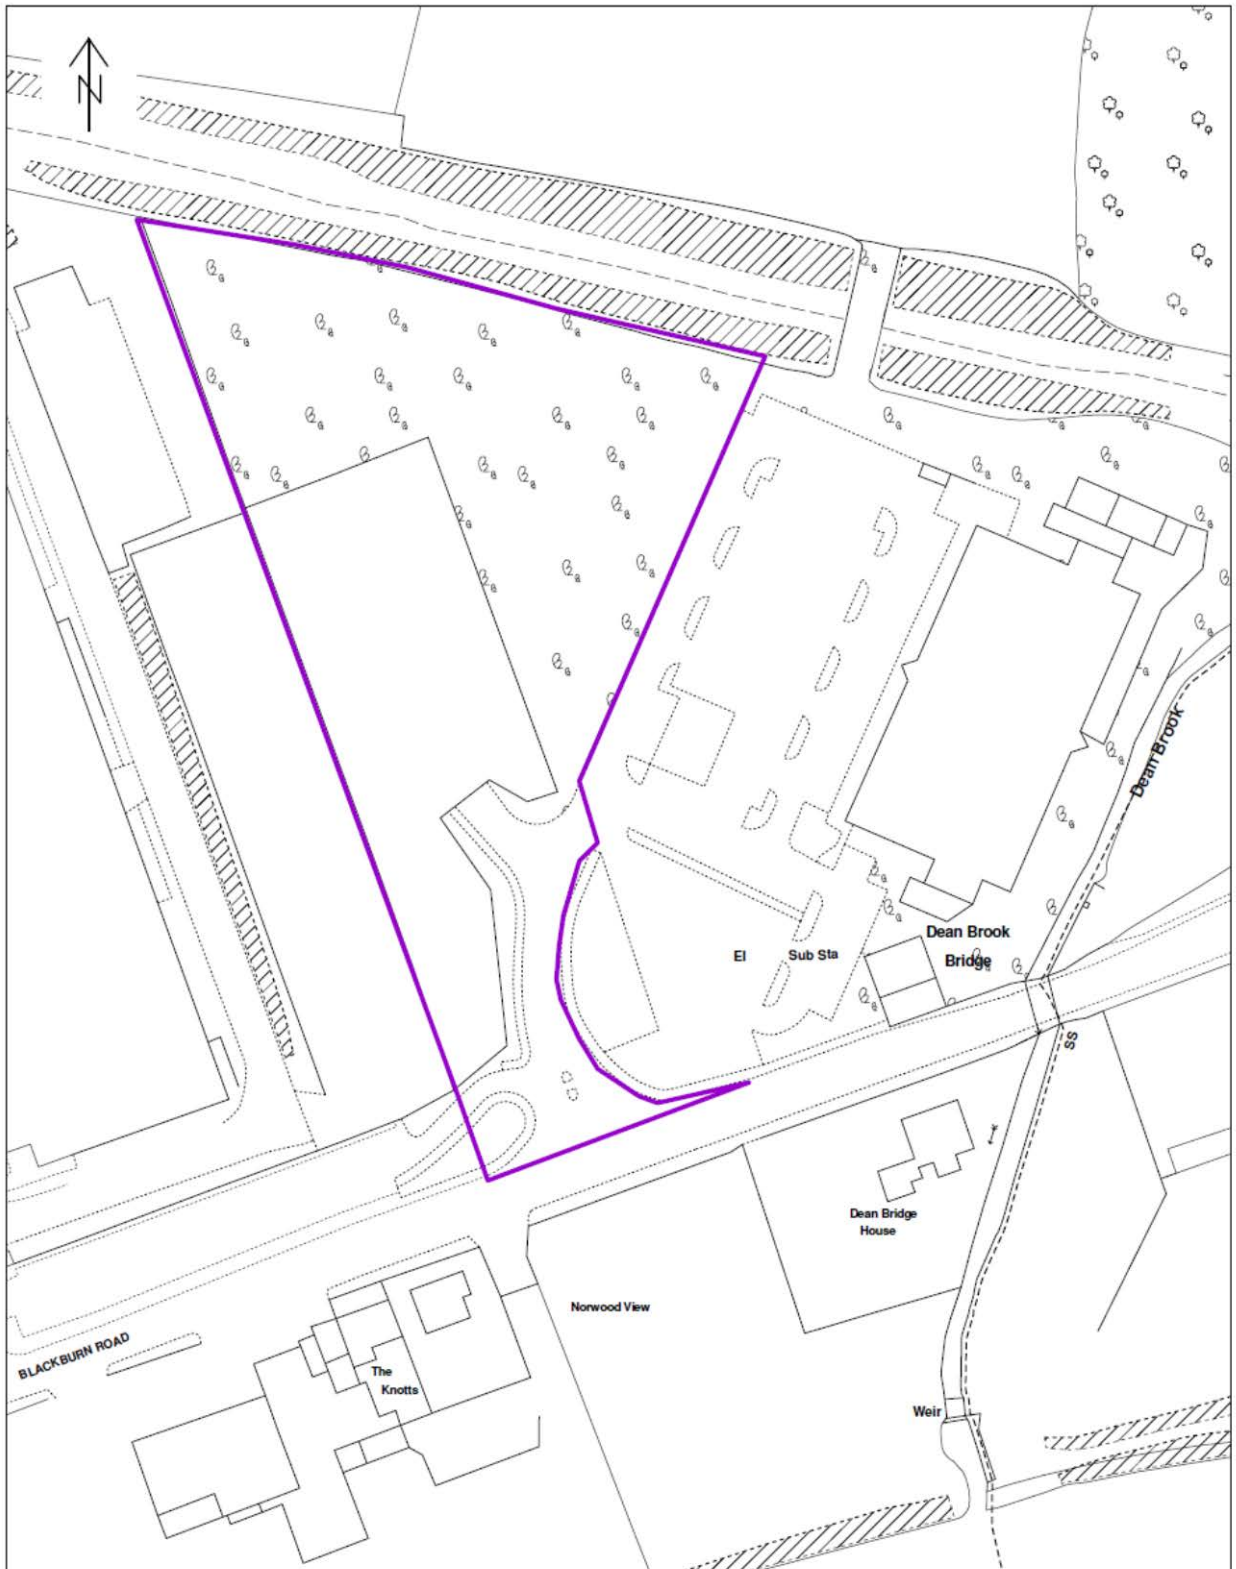 N
Dean Brook
Dean Brook
Bridge
El Sub Sta
SS
Dean Bridge
House
Norwood View
BLACKBURN ROAD
The
Knotts
Weir